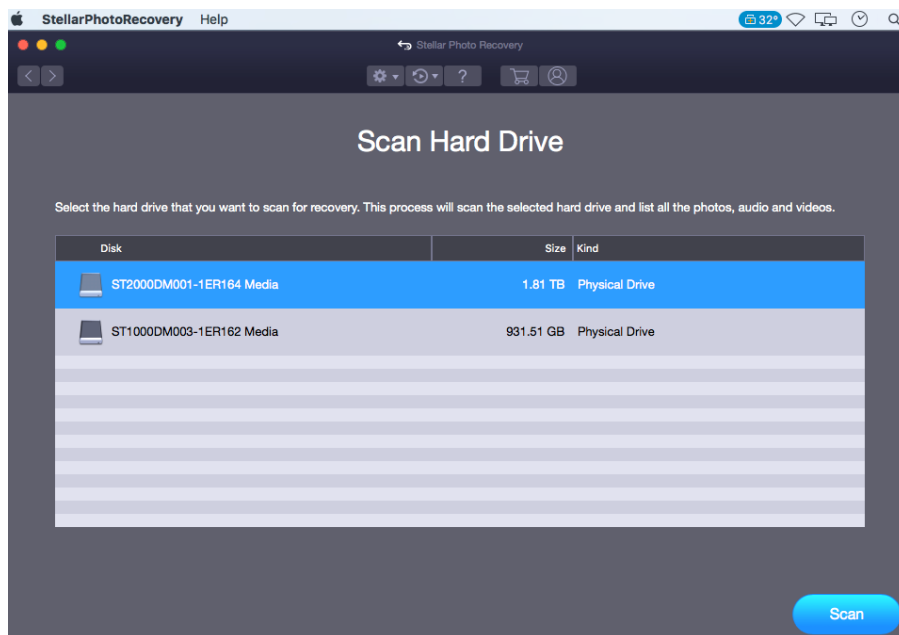 StellarPhotoRecovery Help 32°
Stellar Photo Recovery
?
Scan Hard Drive
Select the hard drive that you want to scan for recovery. This process will scan the selected hard drive and list all the photos, audio and videos.
Disk Size Kind
ST2000DM001-1ER164 Media 1.81 TB Physical Drive
ST1000DM003-1ER162 Media 931.51 GB Physical Drive
Scan